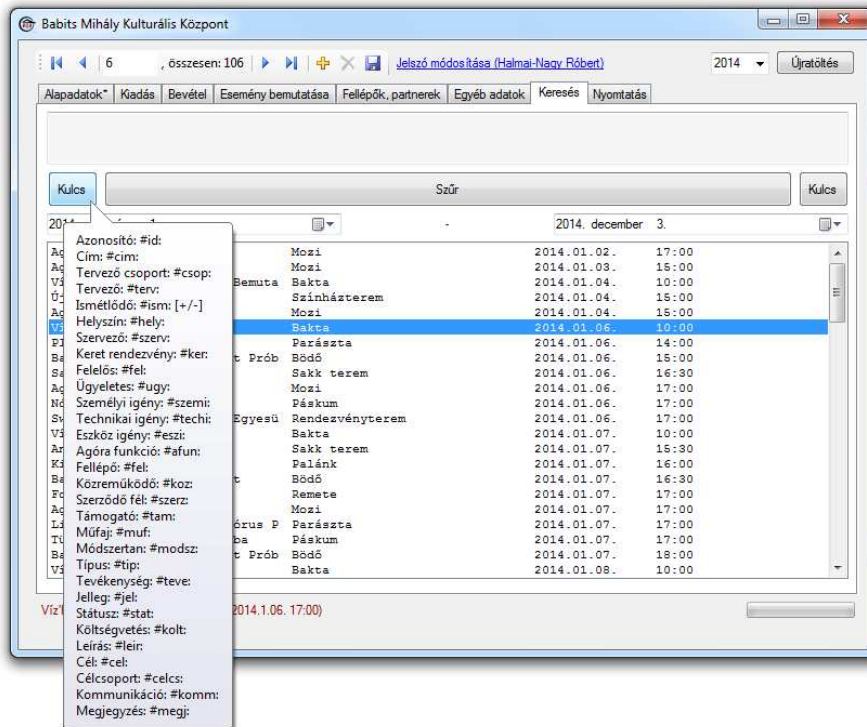 Babits Mihály Kulturális Központ
6 , összesen: 106 Jelszó módosítása (Halmai-Nagy Róbert) 2014 Újratöltés
Alapadatok* Kiadás Bevétel Esemény bemutatása Fellépők, partnerek Egyéb adatok Keresés Nyomtatás
Kulcs Szűr Kulcs
- 2014. december 3.
Azonosító: #id:
Cím: #cim:
Tervező csoport: #csop:
Tervező: #terv:
Ismétlődő: #ism: [+/-]
Helyszín: #hely:
Szervező: #szerv:
Keret rendezvény: #ker:
Felelős: #fel:
Ügyeletes: #ugy:
Személyi igény: #szemi:
Technikai igény: #techi:
Eszköz igény: #eszi:
Agóra funkció: #afun:
Fellépő: #fel:
Közreműködő: #koz:
Szerződő fél: #szerz:
Támogató: #tam:
Műfaj: #muf:
Módszertan: #modsz:
Típus: #tip:
Tevékenység: #teve:
Jelleg: #jel:
Státusz: #stat:
Költségvetés: #kolt:
Leírás: #leir:
Cél: #cel:
Célcsoport: #celcs:
Kommunikáció: #komm:
Megjegyzés: #megj:
Mozi 2014.01.02. 17:00
Mozi 2014.01.03. 15:00
Bemuta Bakta 2014.01.04. 10:00
Színházterem 2014.01.04. 15:00
Mozi 2014.01.04. 15:00
Bakta 2014.01.06. 10:00
Parászta 2014.01.06. 14:00
t Prób Bödő 2014.01.06. 15:00
Sakk terem 2014.01.06. 16:30
Mozi 2014.01.06. 17:00
Páskum 2014.01.06. 17:00
Egyesü Rendezvényterem 2014.01.06. 17:00
Bakta 2014.01.07. 10:00
Sakk terem 2014.01.07. 15:30
Palánk 2014.01.07. 16:00
t Bödő 2014.01.07. 16:30
Remete 2014.01.07. 17:00
Mozi 2014.01.07. 17:00
órus P Parászta 2014.01.07. 17:00
ba Páskum 2014.01.07. 17:00
t Prób Bödő 2014.01.07. 18:00
Bakta 2014.01.08. 10:00
2014.1.06. 17:00)